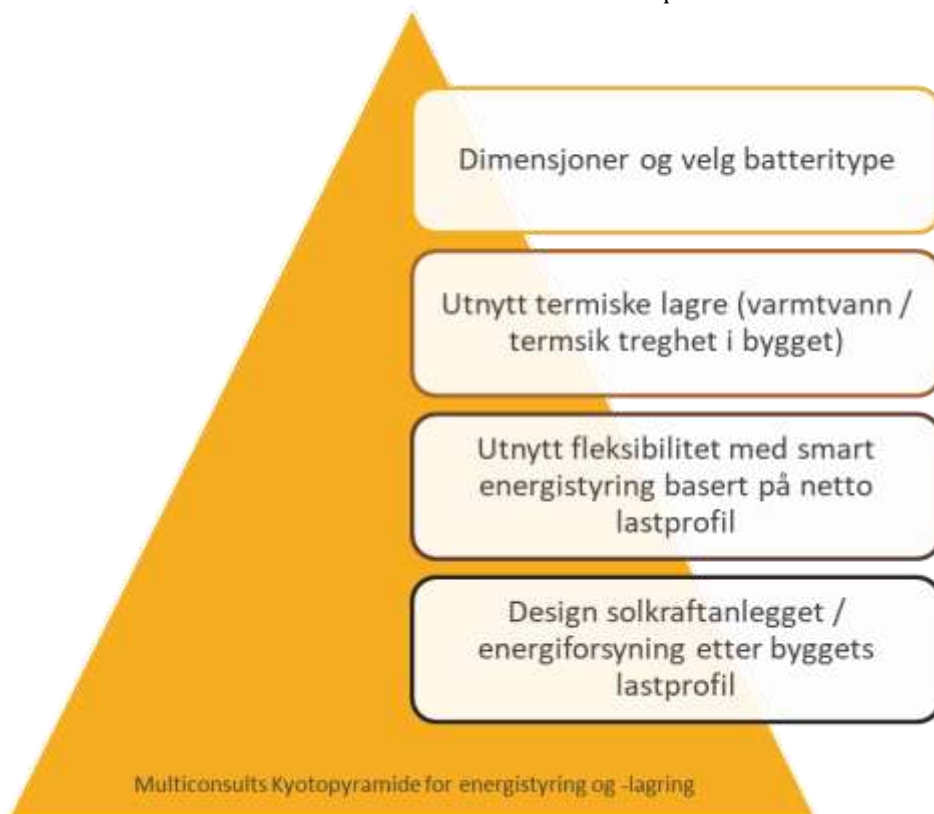 Dimensjoner og velg batteritype
Utnytt termiske lagre (varmtvann /
termsik treghet i bygget)
Utnytt fleksibilitet med smart
energistyring basert på netto
lastprofil
Design solkraftanlegget /
energiforsyning etter byggets
lastprofil
Multiconsults Kyotopyramide for energistyring og -lagring